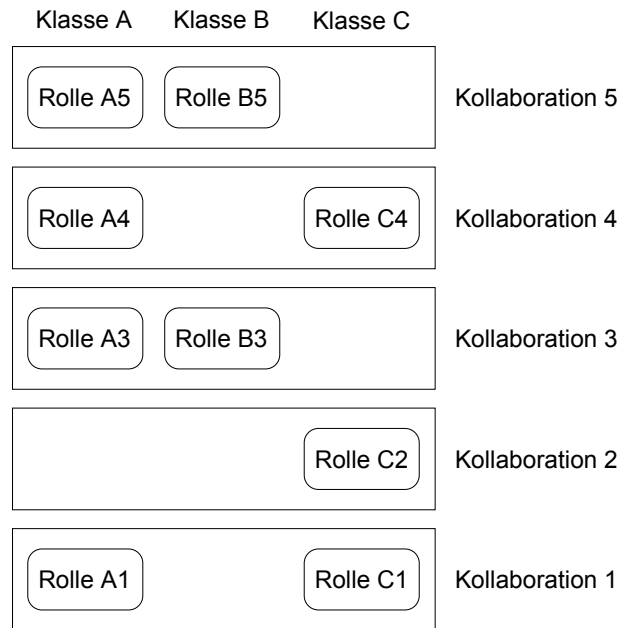 Klasse A Klasse B Klasse C
Rolle A5 Rolle B5 Kollaboration 5
Rolle A4 Rolle C4 Kollaboration 4
Rolle A3 Rolle B3 Kollaboration 3
Rolle C2 Kollaboration 2
Rolle A1 Rolle C1 Kollaboration 1